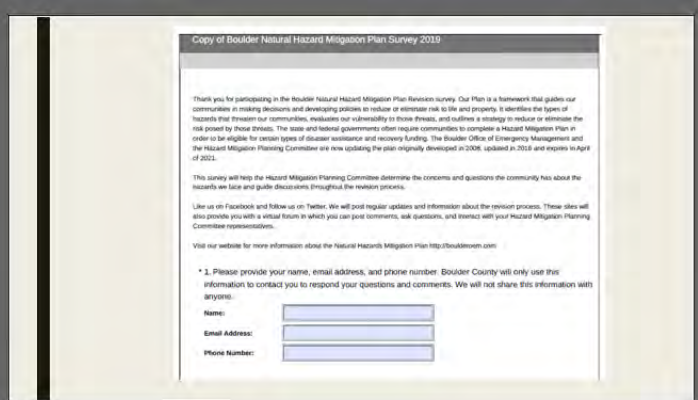 Copy of Boulder Natural Hazard Mitigation Plan Survey 2019
Thank you for participating in the Boulder Natural Hazard Mitigation Plan Revision survey. Our Plan is a framework that guides our
communities in making decisions and developing policies to reduce or eliminate risk to life and property. It identifies the types of
hazards that threaten our communities, evaluates our vulnerability to those threats, and outlines a strategy to reduce or eliminate the
risk posed by those threats. The state and federal governments often require communities to complete a Hazard Mitigation Plan in
order to be eligible for certain types of disaster assistance and recovery funding. The Boulder Office of Emergency Management and
the Hazard Mitigation Planning Committee are now updating the plan originally developed in 2008, updated in 2016 and expires in April
of 2021.
This survey will help the Hazard Mitigation Planning Committee determine the concerns and questions the community has about the
hazards we face and guide discussions throughout the revision process.
Like us on Facebook and follow us on Twitter. We will post regular updates and information about the revision process. These sites will
also provide you with a virtual forum in which you can post comments, ask questions, and interact with your Hazard Mitigation Planning
Committee representatives.
Visit our website for more information about the Natural Hazards Mitigation Plan http://boulderoem.com
* 1. Please provide your name, email address, and phone number. Boulder County will only use this
information to contact you to respond your questions and comments. We will not share this information with
anyone.
Name:
Email Address:
Phone Number: